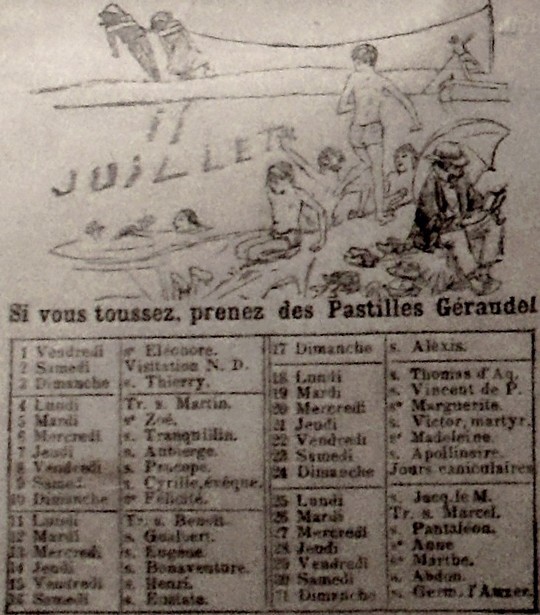 JUILLET
Si vous toussez, prenez des Pastilles Géraudel
1 Vendredi se Eléonore.
2 Samedi Visitation N. D.
3 Dimanche s. Thierry.
4 Lundi Tr. s. Martin.
5 Mardi se Zoé.
6 Mercredi s. Tranquillin.
7 Jeudi s. Aubierge.
8 Vendredi s. Procope.
9 Samedi s. Cyrille, évêque.
10 Dimanche se Félicité.
11 Lundi Tr. s. Benoît.
12 Mardi s. Gualbert.
13 Mercredi s. Eugène.
14 Jeudi s. Bonaventure.
15 Vendredi s. Henri.
16 Samedi s. Eustate.
17 Dimanche s. Alexis.
18 Lundi s. Thomas d'Aq.
19 Mardi s. Vincent de P.
20 Mercredi se Marguerite.
21 Jeudi s. Victor, martyr.
22 Vendredi se Madeleine.
23 Samedi s. Apollinaire.
24 Dimanche Jours caniculaires
25 Lundi s. Jacq. le M.
26 Mardi Tr. s. Marcel.
27 Mercredi s. Pantaléon.
28 Jeudi se Anne
29 Vendredi se Marthe.
30 Samedi s. Abdon.
31 Dimanche s. Germ. l'Auxer.